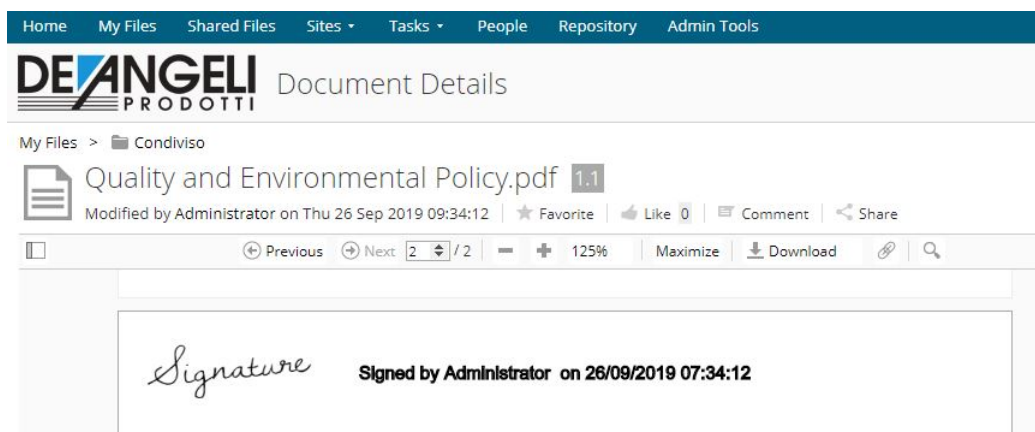 Home My Files Shared Files Sites Tasks People Repository Admin Tools
DE ANGELI PRODOTTI Document Details
My Files > Condiviso
Quality and Environmental Policy.pdf 1.1
Modified by Administrator on Thu 26 Sep 2019 09:34:12 Favorite Like 0 Comment Share
Previous Next 2 / 2 125% Maximize Download
Signature Signed by Administrator on 26/09/2019 07:34:12